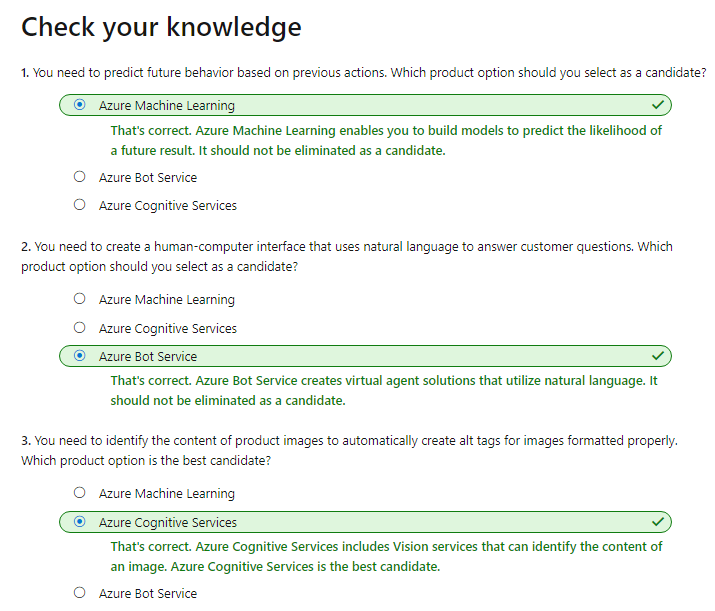 Check your knowledge
1. You need to predict future behavior based on previous actions. Which product option should you select as a candidate?
Azure Machine Learning
That's correct. Azure Machine Learning enables you to build models to predict the likelihood of
a future result. It should not be eliminated as a candidate.
Azure Bot Service
Azure Cognitive Services
2. You need to create a human-computer interface that uses natural language to answer customer questions. Which
product option should you select as a candidate?
Azure Machine Learning
Azure Cognitive Services
Azure Bot Service
That's correct. Azure Bot Service creates virtual agent solutions that utilize natural language. It
should not be eliminated as a candidate.
3. You need to identify the content of product images to automatically create alt tags for images formatted properly.
Which product option is the best candidate?
Azure Machine Learning
Azure Cognitive Services
That's correct. Azure Cognitive Services includes Vision services that can identify the content of
an image. Azure Cognitive Services is the best candidate.
Azure Bot Service